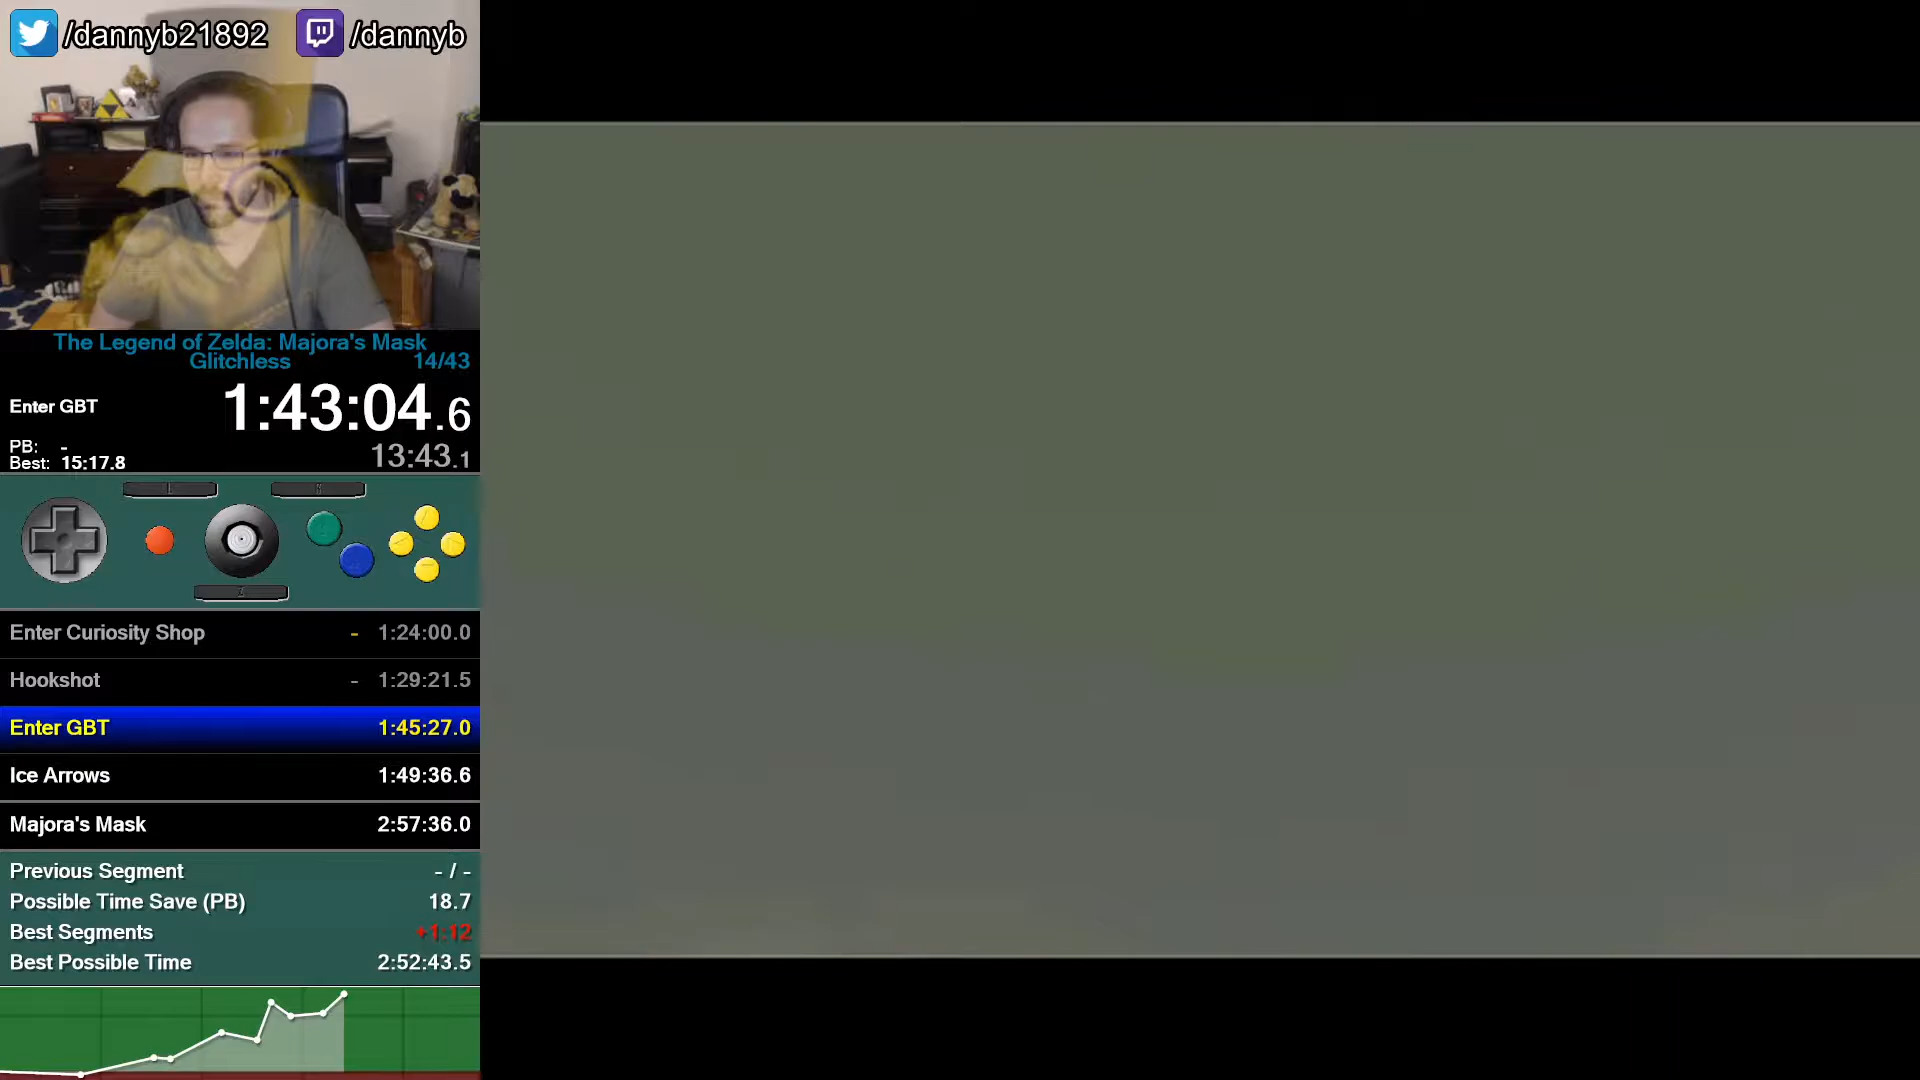 /dannyb21892 /dannyb
The Legend of Zelda: Majora's Mask
Glitchless 14/43
Enter GBT 1:43:04.6
PB: -
Best: 15:17.8 13:43.1
Enter Curiosity Shop - 1:24:00.0
Hookshot - 1:29:21.5
Enter GBT 1:45:27.0
Ice Arrows 1:49:36.6
Majora's Mask 2:57:36.0
Previous Segment - / -
Possible Time Save (PB) 18.7
Best Segments +1:12
Best Possible Time 2:52:43.5